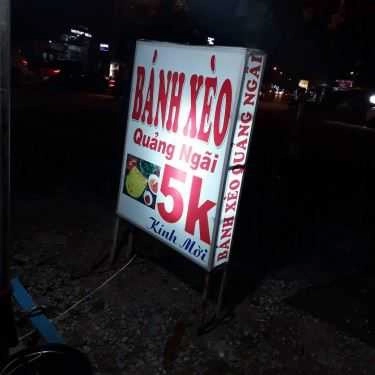 BÁNH XÈO
Quảng Ngãi
5k
Kính Mời
BÁNH XÈO QUẢNG NGÃI